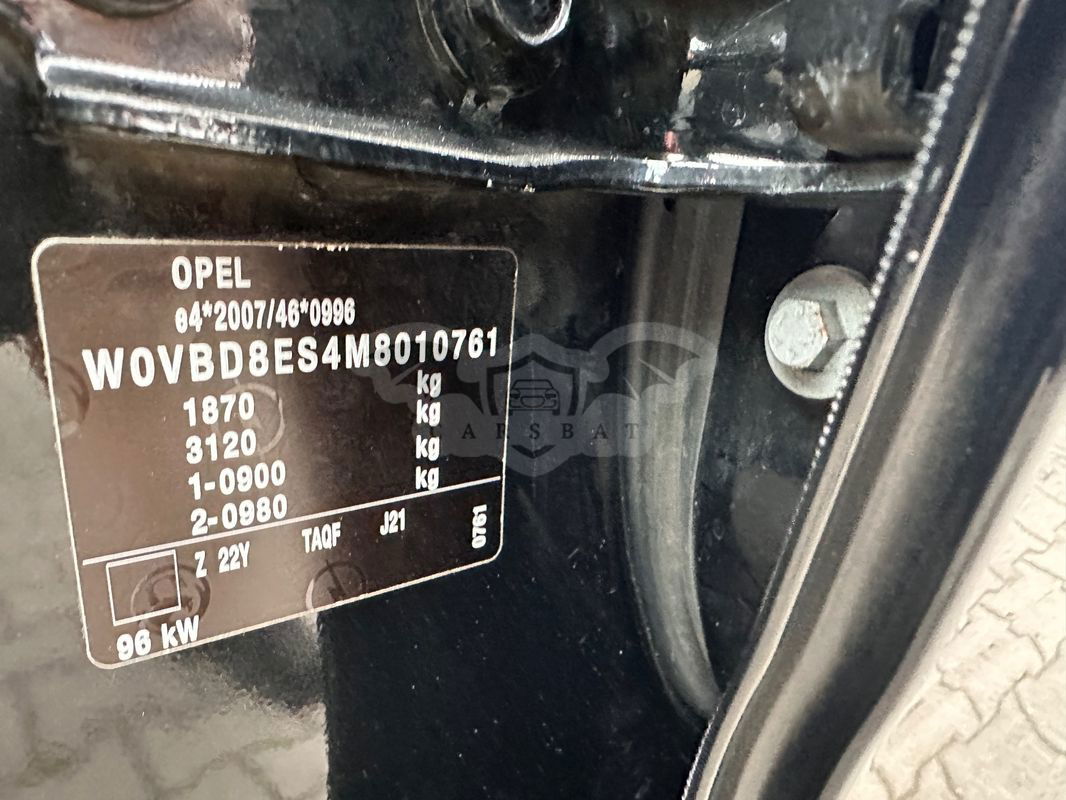 OPEL
e4*2007/46*0996
W0VBD8ES4M8010761
kg
1870 kg
3120 kg
1-0900 kg
2-0980
Z 22Y TAQF J21 0761
96 kW
CARSBAT